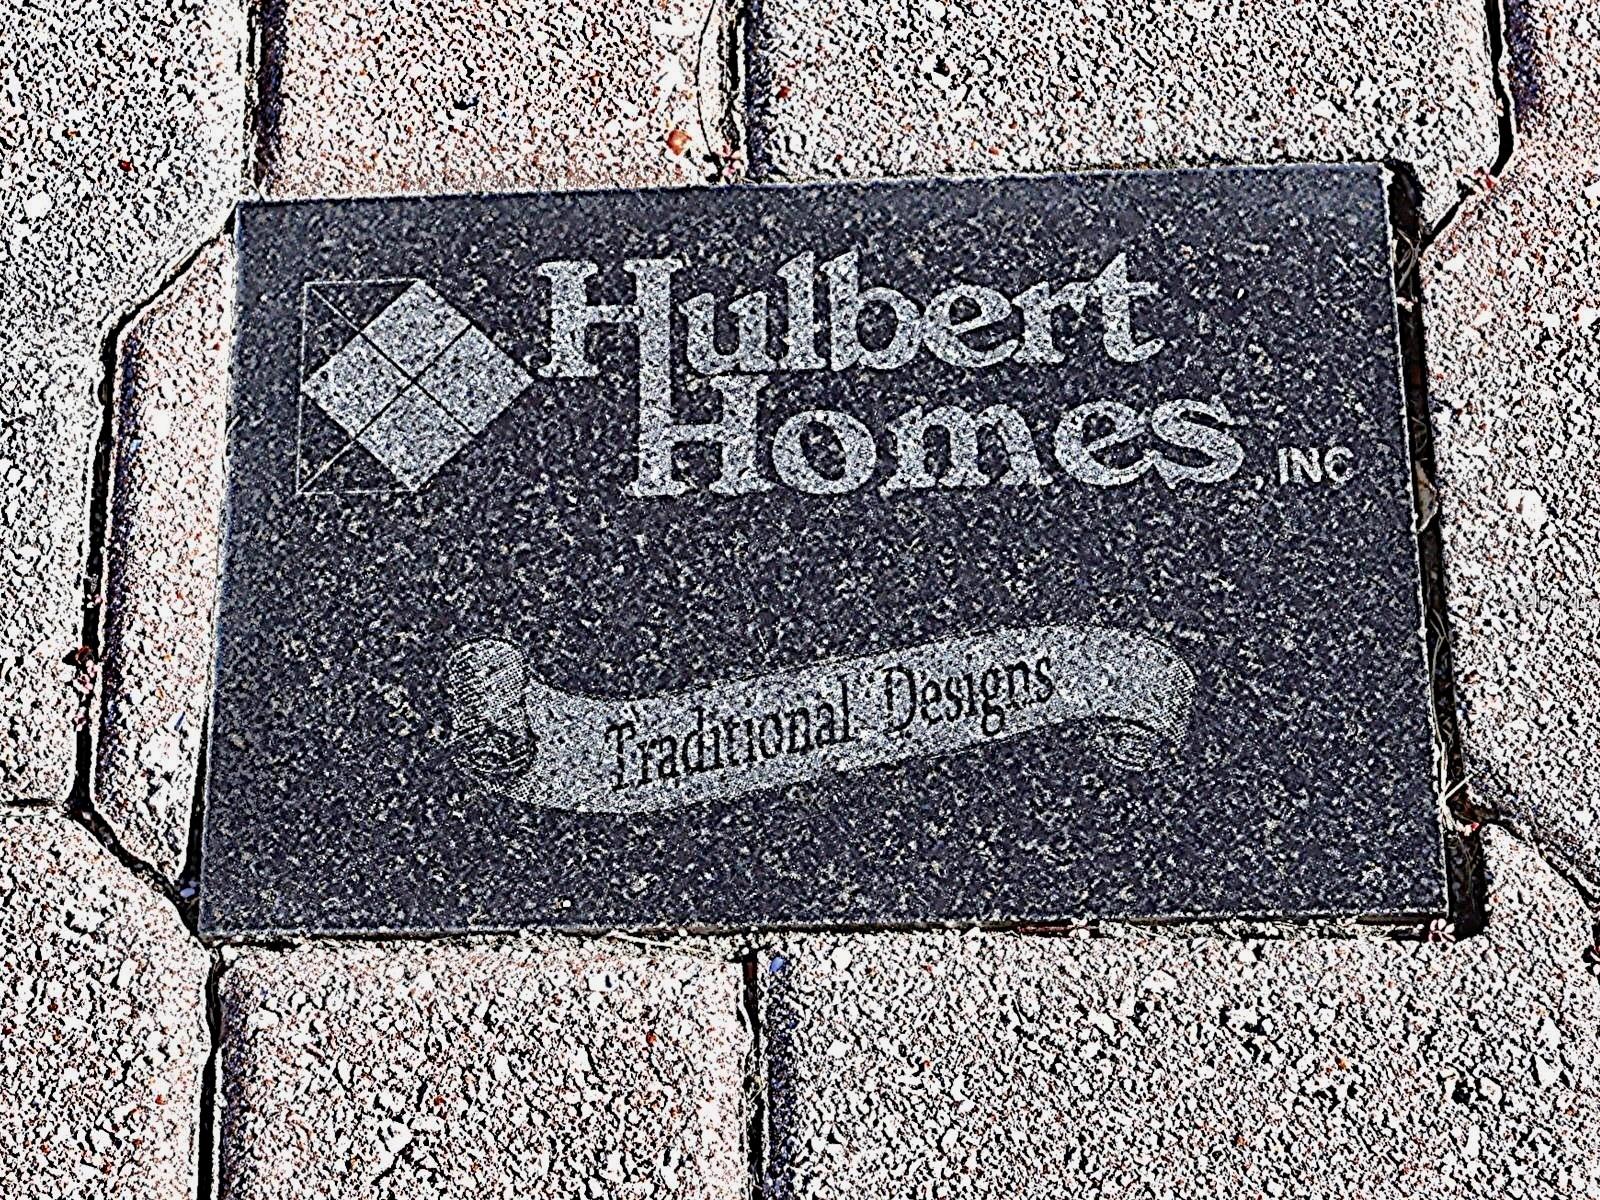 Hulbert
Homes, INC
Traditional Designs